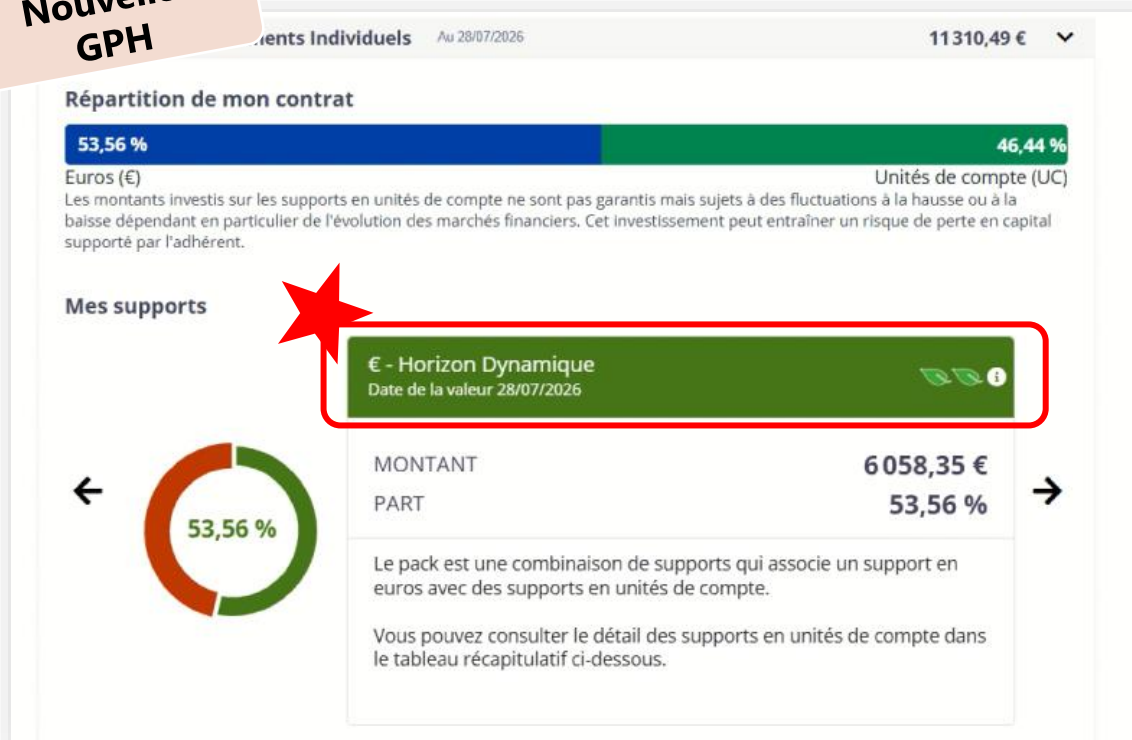 GPH
Individuels Au 28/07/2026 11 310,49 €
Répartition de mon contrat
53,56 % 46,44 %
Euros (€) Unités de compte (UC)
Les montants investis sur les supports en unités de compte ne sont pas garantis mais sujets à des fluctuations à la hausse ou à la
baisse dépendant en particulier de l'évolution des marchés financiers. Cet investissement peut entraîner un risque de perte en capital
supporté par l'adhérent.
Mes supports
€ - Horizon Dynamique
Date de la valeur 28/07/2026
MONTANT 6 058,35 €
PART 53,56 %
53,56 %
Le pack est une combinaison de supports qui associe un support en
euros avec des supports en unités de compte.
Vous pouvez consulter le détail des supports en unités de compte dans
le tableau récapitulatif ci-dessous.